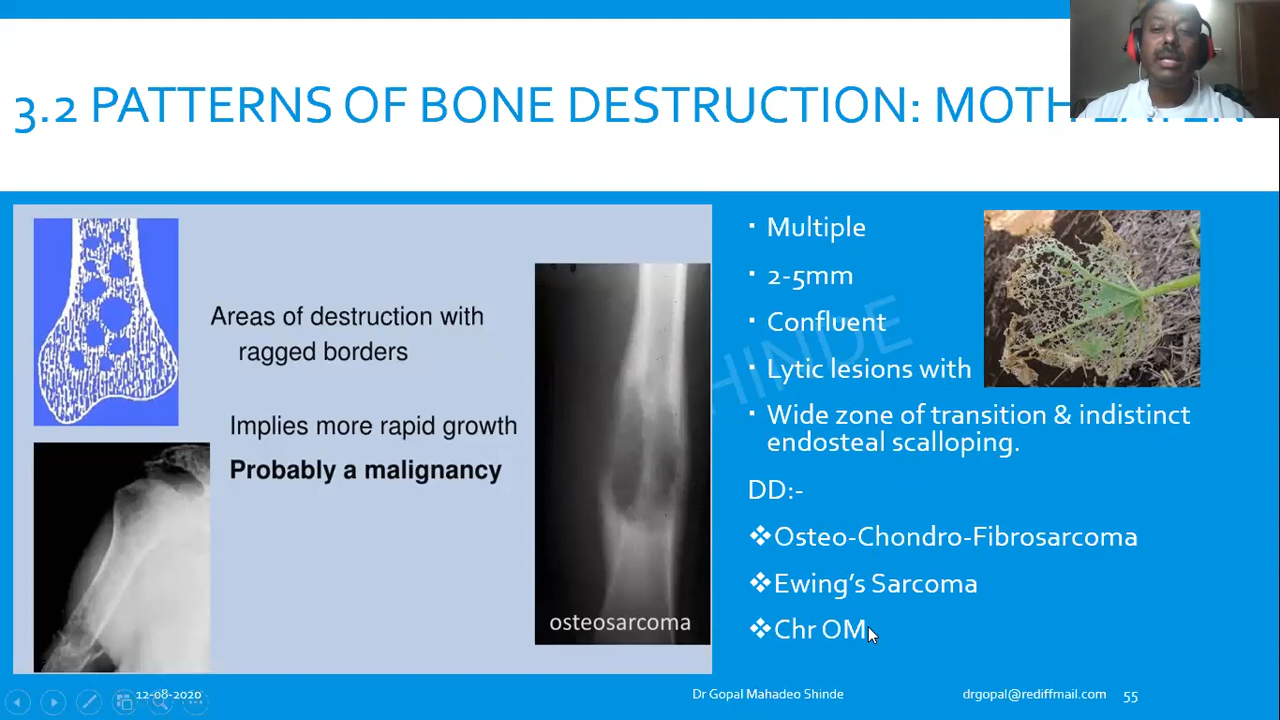 3.2 PATTERNS OF BONE DESTRUCTION: MOTH
Areas of destruction with
ragged borders
Implies more rapid growth
Probably a malignancy
osteosarcoma
▪ Multiple
▪ 2-5mm
▪ Confluent
▪ Lytic lesions with
▪ Wide zone of transition & indistinct
endosteal scalloping.
DD:-
❖Osteo-Chondro-Fibrosarcoma
❖Ewing’s Sarcoma
❖Chr OM
SHINDE
12-08-2020
Dr Gopal Mahadeo Shinde
drgopal@rediffmail.com
55